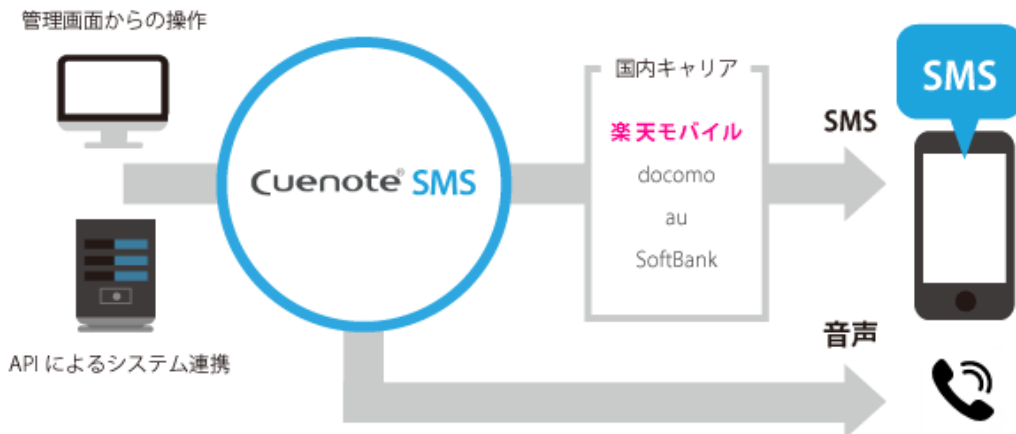 管理画面からの操作
APIによるシステム連携
Cuenote® SMS
国内キャリア
楽天モバイル
docomo
au
SoftBank
SMS
SMS
音声